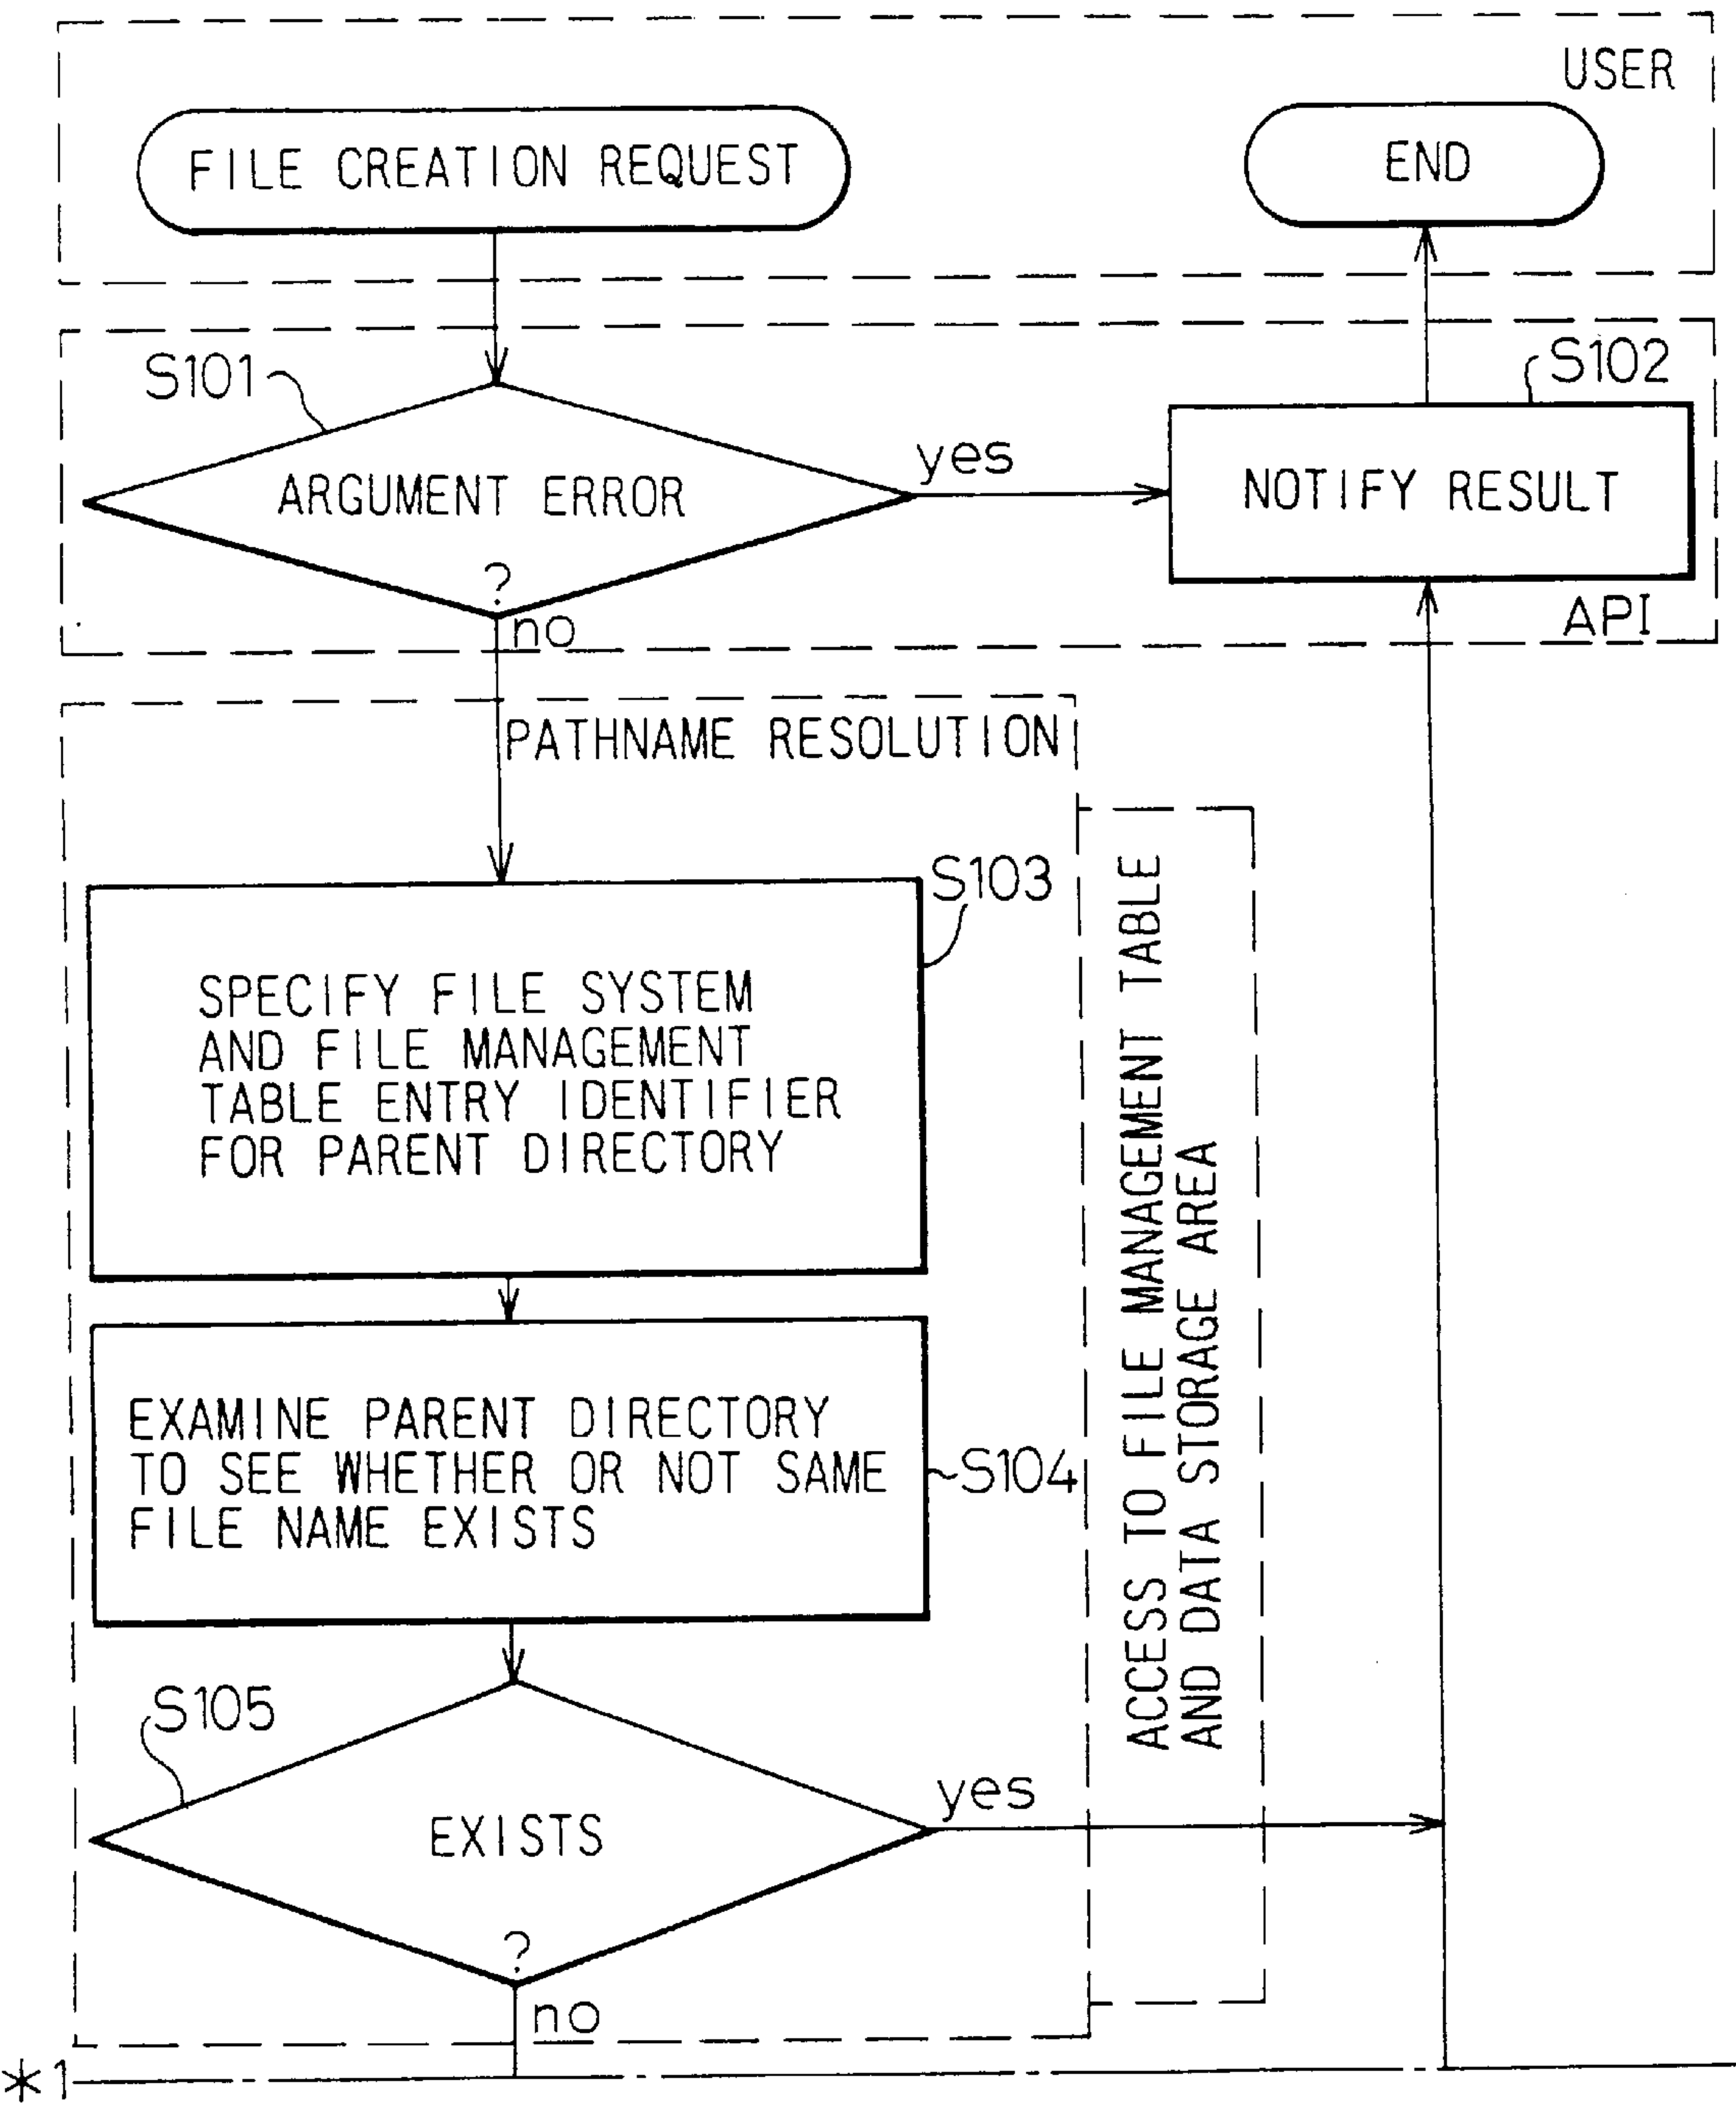 USER
FILE CREATION REQUEST
END
S101
S102
ARGUMENT ERROR
?
yes
NOTIFY RESULT
no
API
PATHNAME RESOLUTION
S103
SPECIFY FILE SYSTEM
AND FILE MANAGEMENT
TABLE ENTRY IDENTIFIER
FOR PARENT DIRECTORY
ACCESS TO FILE MANAGEMENT TABLE
AND DATA STORAGE AREA
EXAMINE PARENT DIRECTORY
TO SEE WHETHER OR NOT SAME
FILE NAME EXISTS
S104
S105
EXISTS
?
yes
no
*1